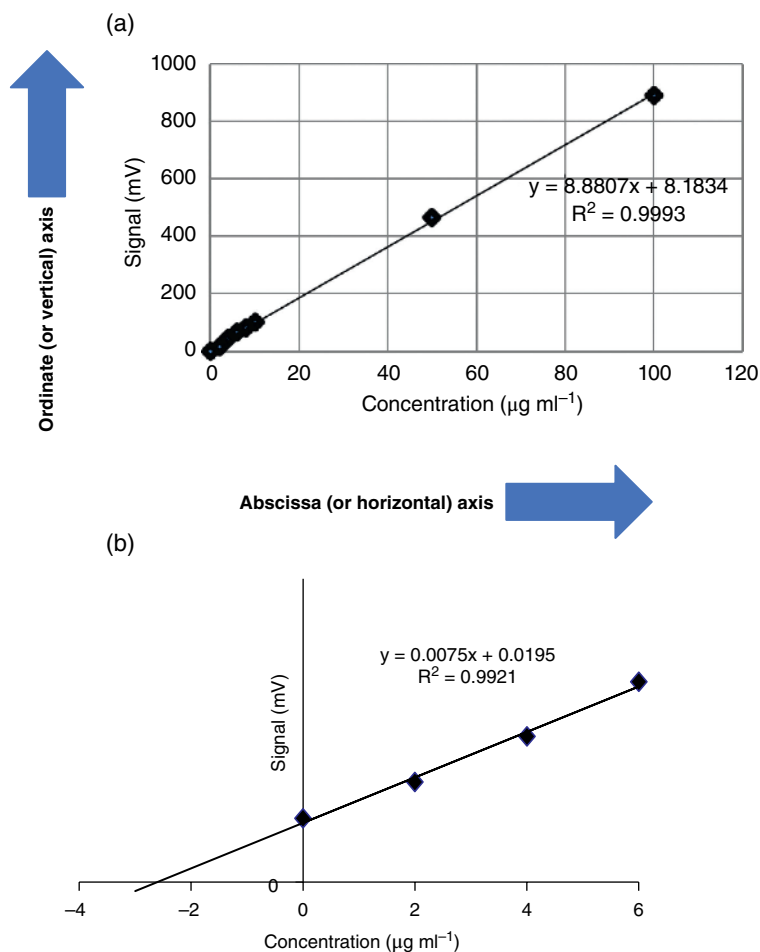 (a)
Ordinate (or vertical) axis
Signal (mV)
1000
800
600
400
200
0
y = 8.8807x + 8.1834
R² = 0.9993
0 20 40 60 80 100 120
Concentration (µg ml⁻¹)
Abscissa (or horizontal) axis
(b)
y = 0.0075x + 0.0195
R² = 0.9921
Signal (mV)
0
−4 −2 0 2 4 6
Concentration (µg ml⁻¹)